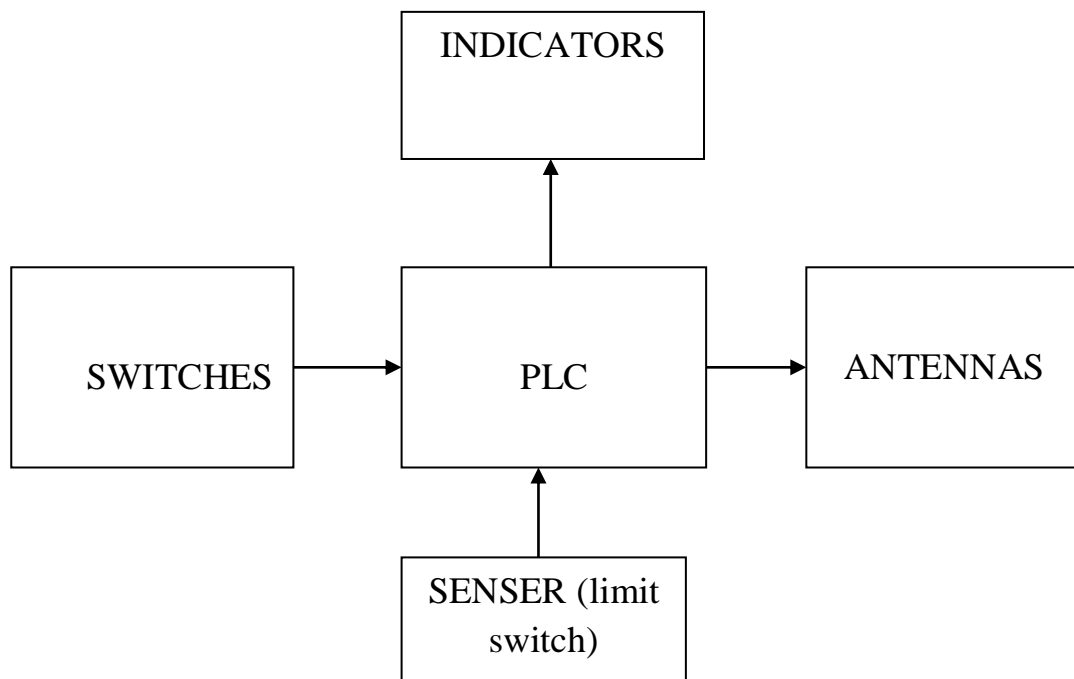 INDICATORS
SWITCHES
PLC
ANTENNAS
SENSER (limit
switch)